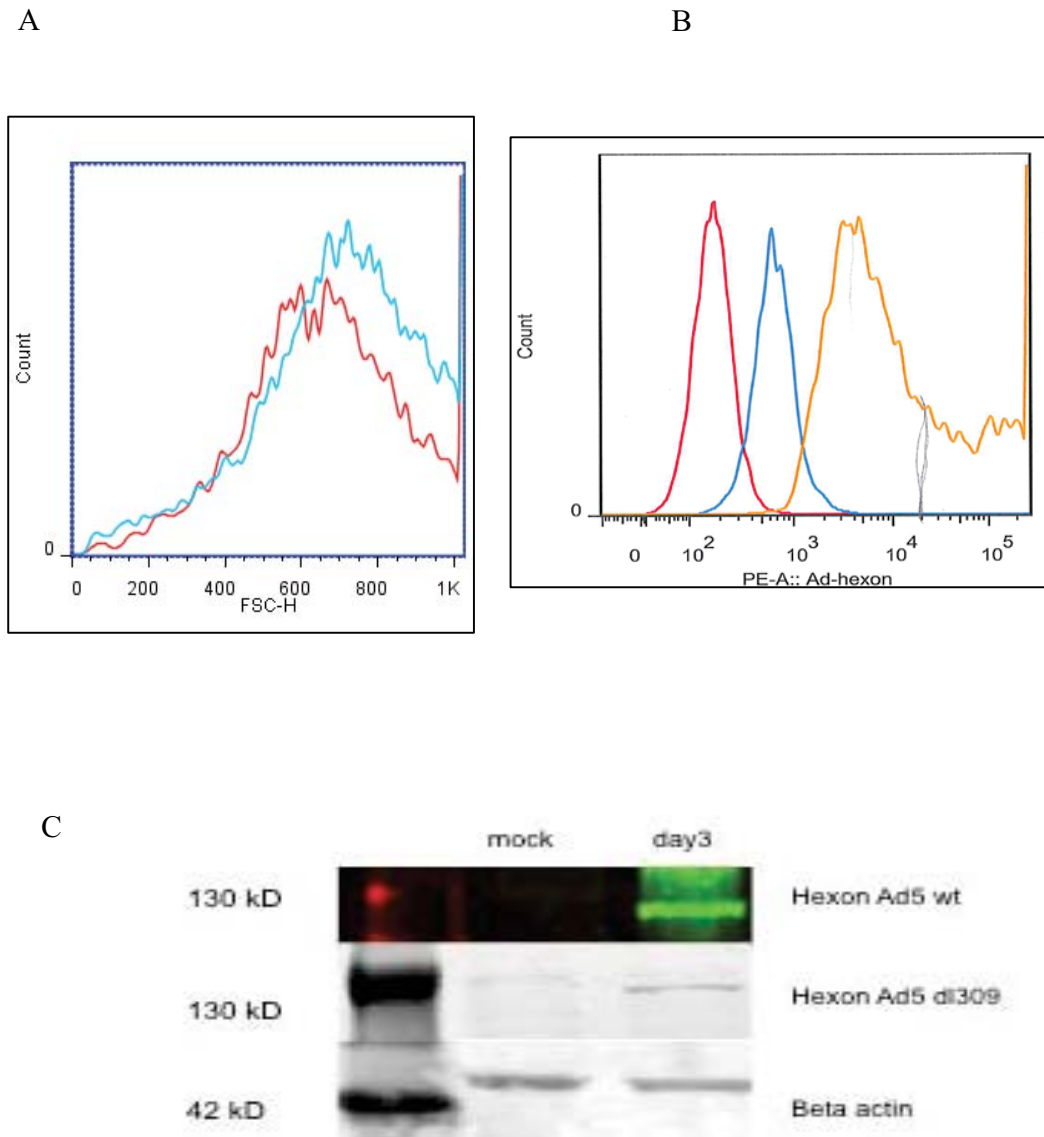 A
B
Count
0
0 200 400 600 800 1K
FSC-H
Count
0
0 10² 10³ 10⁴ 10⁵
PE-A:: Ad-hexon
C
mock day3
130 kD Hexon Ad5 wt
130 kD Hexon Ad5 dl309
42 kD Beta actin